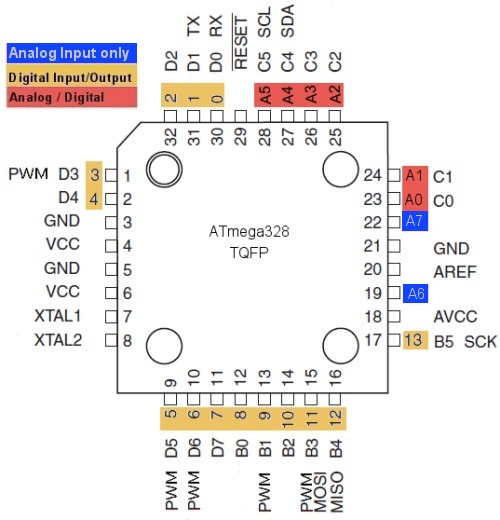 Analog Input only
Digital Input/Output
Analog / Digital
D2
D1 TX
D0 RX
RESET
C5 SCL
C4 SDA
C3
C2
2
1
0
A5
A4
A3
A2
32
31
30
29
28
27
26
25
PWM D3 3 1
D4 4 2
GND 3
VCC 4
GND 5
VCC 6
XTAL1 7
XTAL2 8
ATmega328
TQFP
24 A1 C1
23 A0 C0
22 A7
21 GND
20 AREF
19 A6
18 AVCC
17 13 B5 SCK
9
10
11
12
13
14
15
16
5
6
7
8
9
10
11
12
D5
D6
D7
B0
B1
B2
B3
B4
PWM
PWM
PWM
PWM
MOSI
MISO